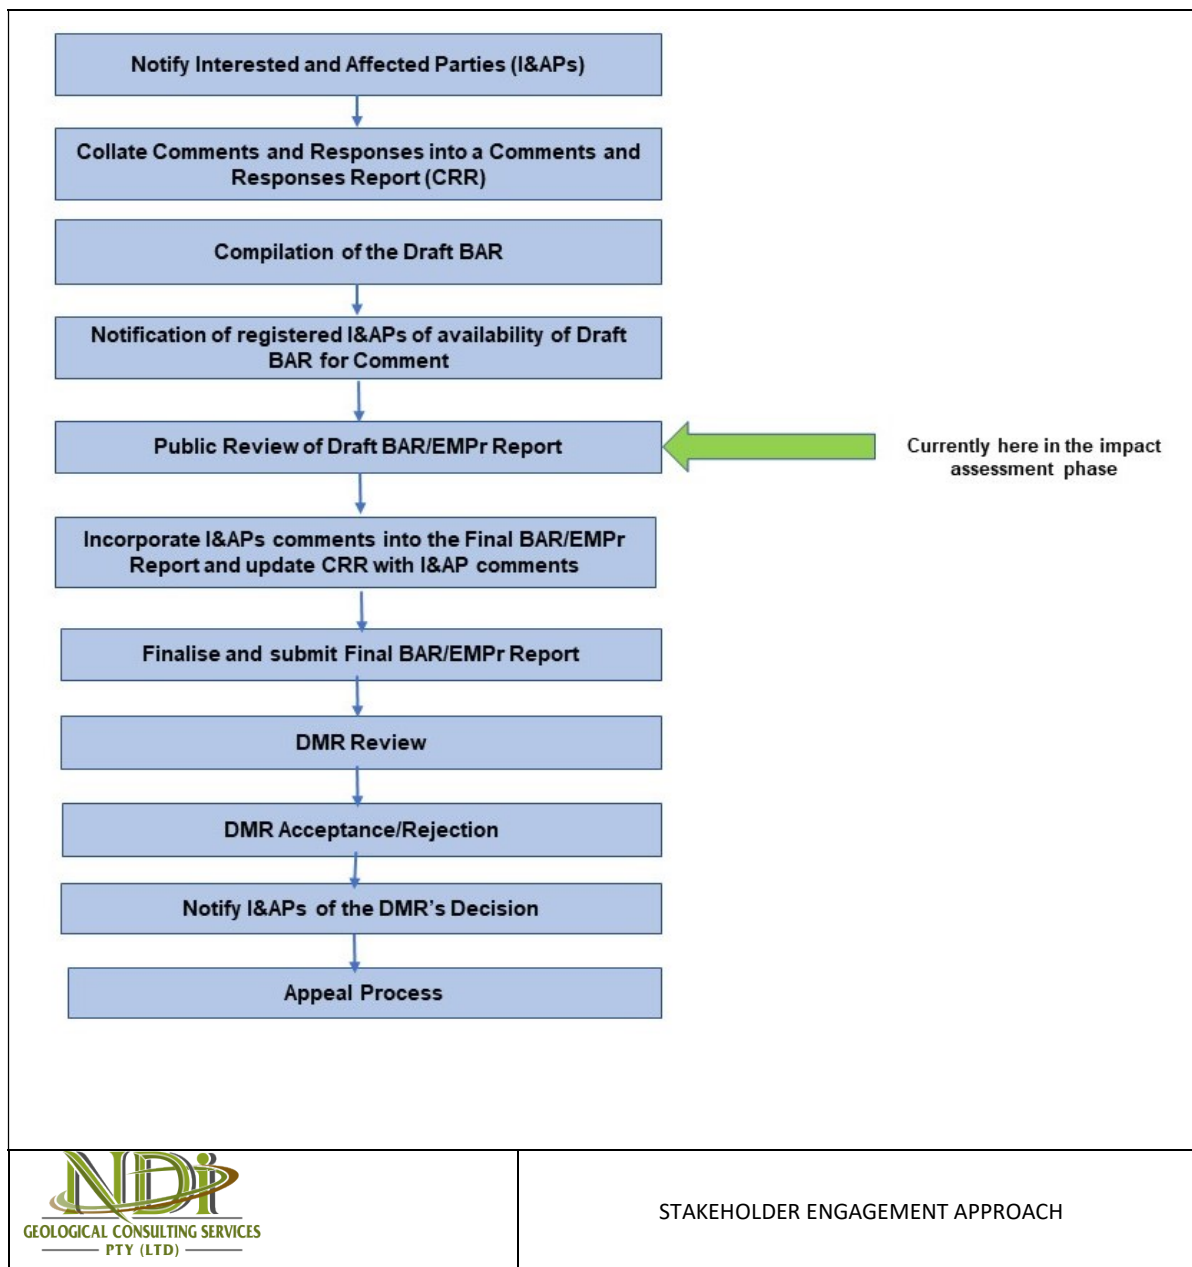 Notify Interested and Affected Parties (I&APs)
Collate Comments and Responses into a Comments and
Responses Report (CRR)
Compilation of the Draft BAR
Notification of registered I&APs of availability of Draft
BAR for Comment
Public Review of Draft BAR/EMPr Report
Currently here in the impact
assessment phase
Incorporate I&APs comments into the Final BAR/EMPr
Report and update CRR with I&AP comments
Finalise and submit Final BAR/EMPr Report
DMR Review
DMR Acceptance/Rejection
Notify I&APs of the DMR's Decision
Appeal Process
NDi
GEOLOGICAL CONSULTING SERVICES
PTY (LTD)
STAKEHOLDER ENGAGEMENT APPROACH